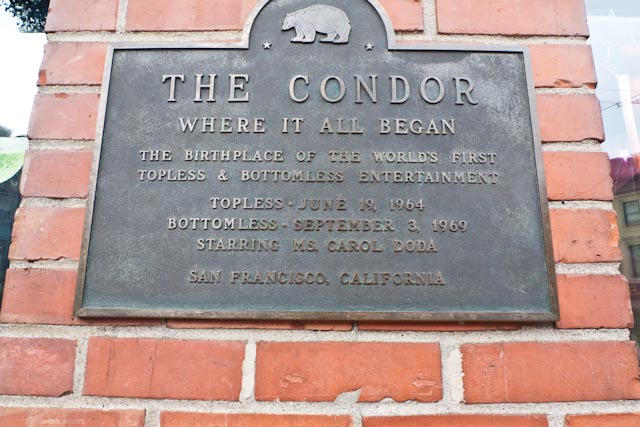 THE CONDOR
WHERE IT ALL BEGAN
THE BIRTHPLACE OF THE WORLD'S FIRST
TOPLESS & BOTTOMLESS ENTERTAINMENT
TOPLESS - JUNE 19, 1964
BOTTOMLESS - SEPTEMBER 3, 1969
STARRING MS. CAROL DODA
SAN FRANCISCO, CALIFORNIA